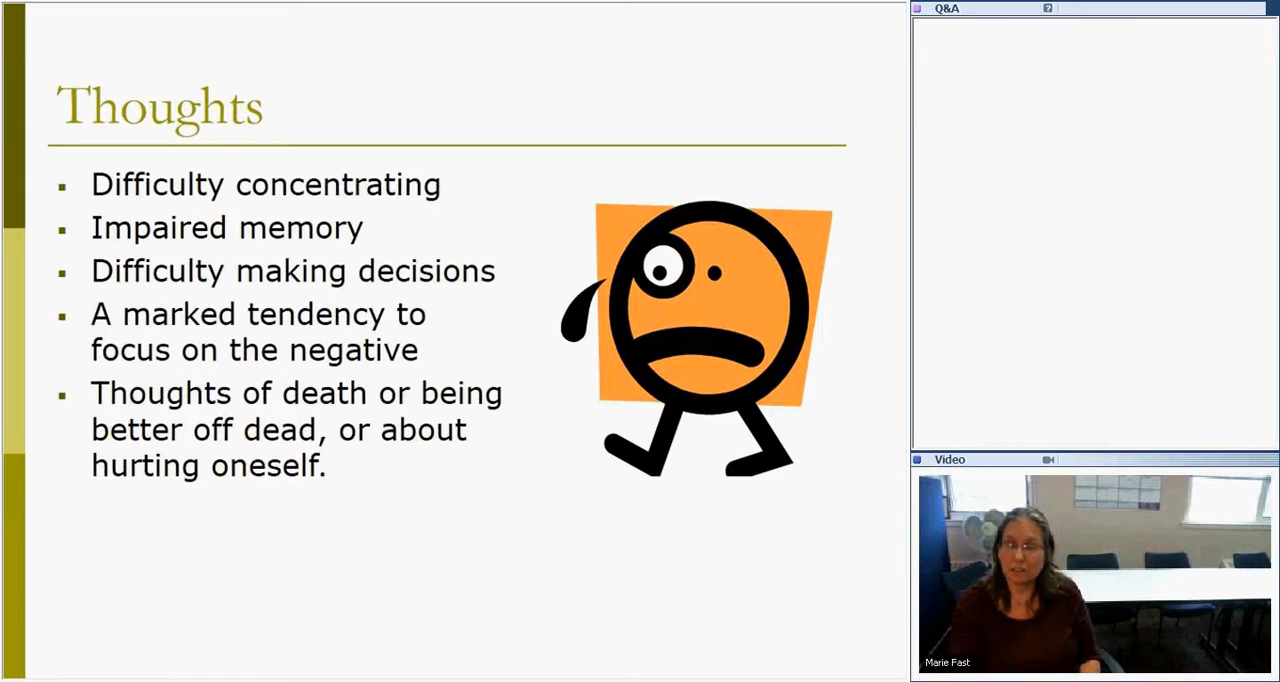 Thoughts
▪ Difficulty concentrating
▪ Impaired memory
▪ Difficulty making decisions
▪ A marked tendency to
focus on the negative
▪ Thoughts of death or being
better off dead, or about
hurting oneself.
Q&A
?
Video
Marie Fast